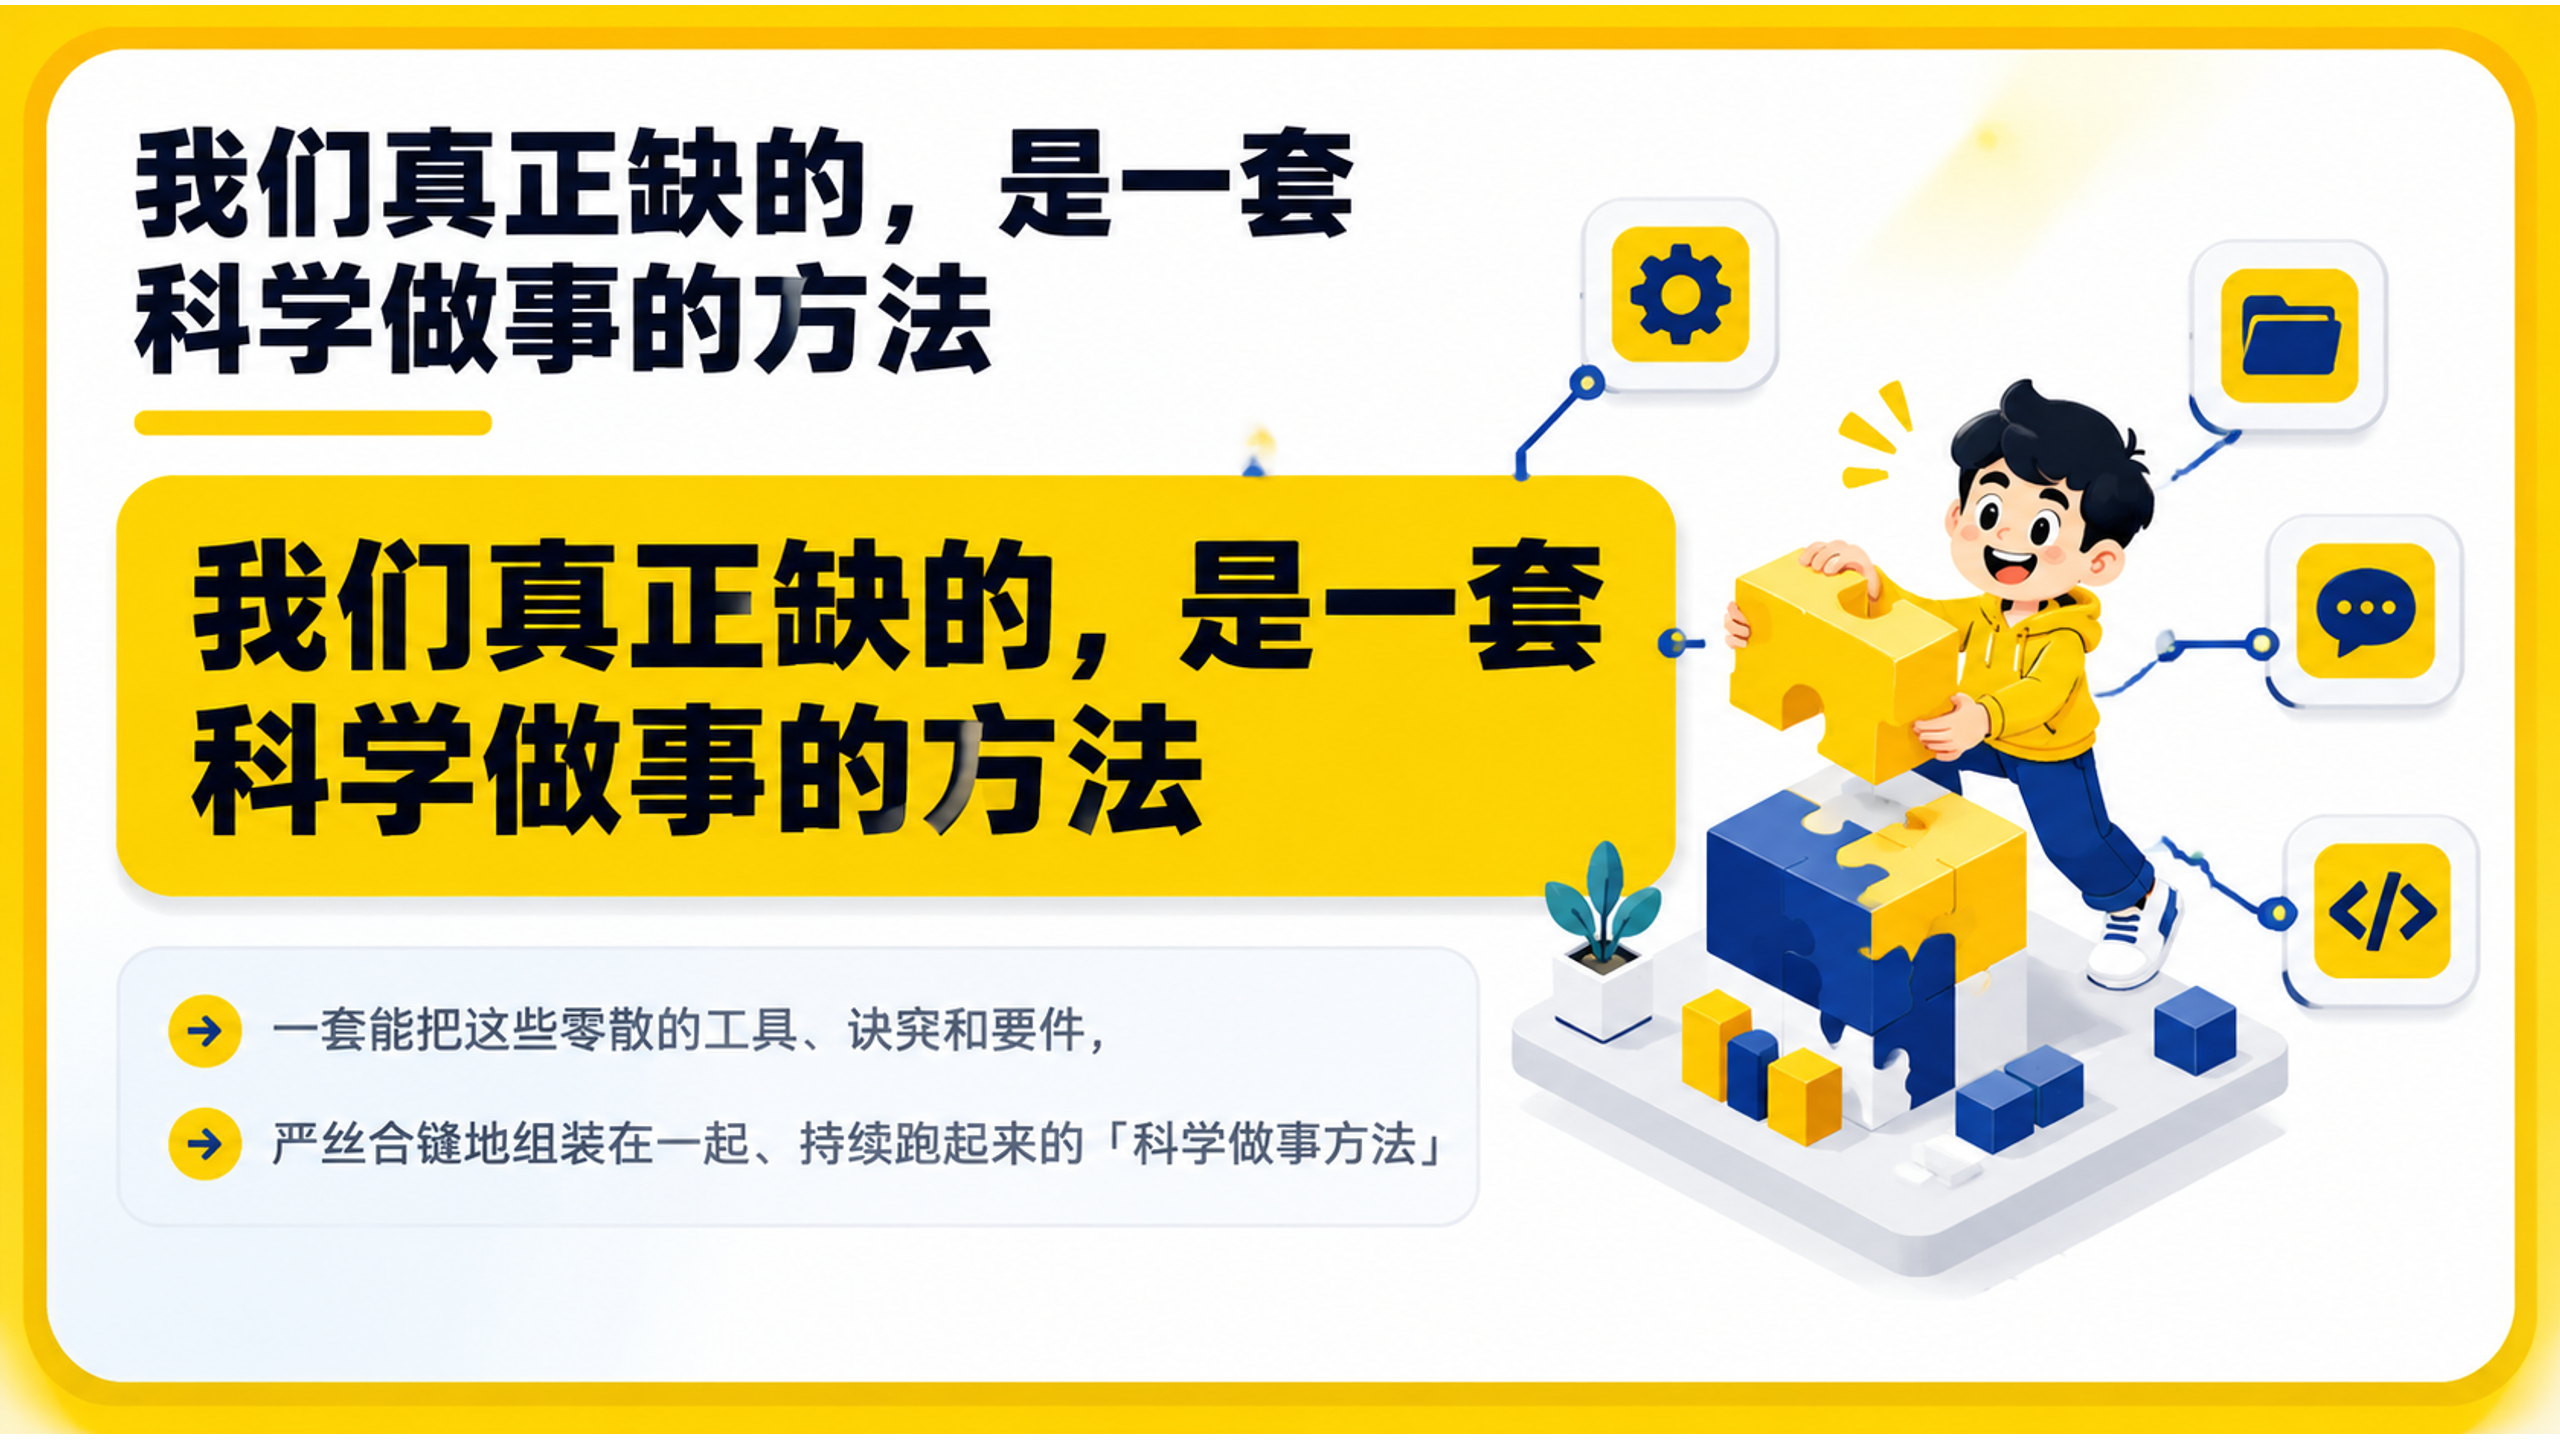 我们真正缺的，是一套
科学做事的方法
我们真正缺的，是一套
科学做事的方法
一套能把这些零散的工具、诀窍和要件，
严丝合缝地组装在一起、持续跑起来的「科学做事方法」